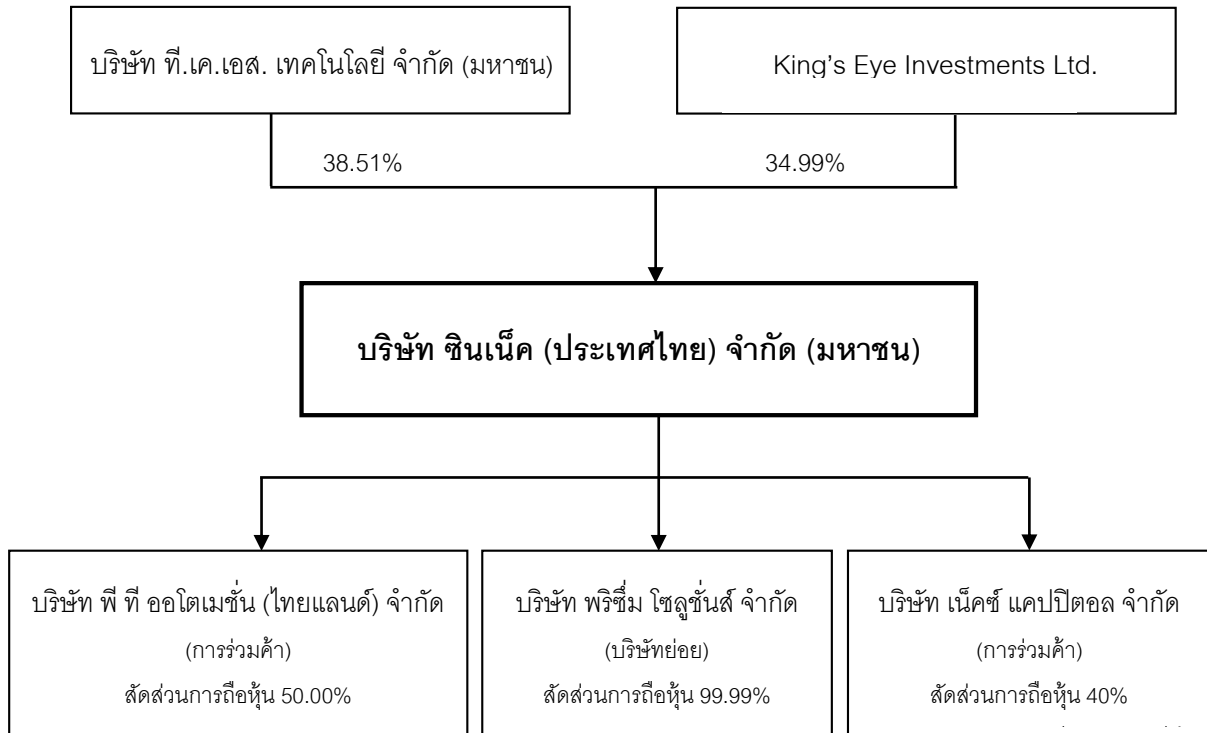 บริษัท ที.เค.เอส. เทคโนโลยี จำกัด (มหาชน)
King's Eye Investments Ltd.
38.51%
34.99%
บริษัท ซินเน็ค (ประเทศไทย) จำกัด (มหาชน)
บริษัท พี ที ออโตเมชั่น (ไทยแลนด์) จำกัด
(การร่วมค้า)
สัดส่วนการถือหุ้น 50.00%
บริษัท พริซึ่ม โซลูชั่นส์ จำกัด
(บริษัทย่อย)
สัดส่วนการถือหุ้น 99.99%
บริษัท เน็คซ์ แคปปิตอล จำกัด
(การร่วมค้า)
สัดส่วนการถือหุ้น 40%